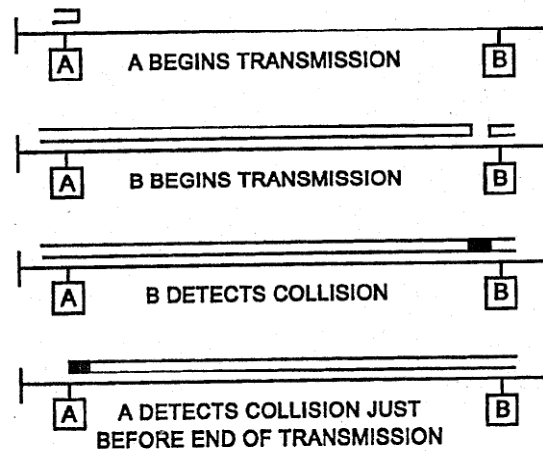 A
A BEGINS TRANSMISSION
B
A
B BEGINS TRANSMISSION
B
A
B DETECTS COLLISION
B
A
A DETECTS COLLISION JUST
BEFORE END OF TRANSMISSION
B